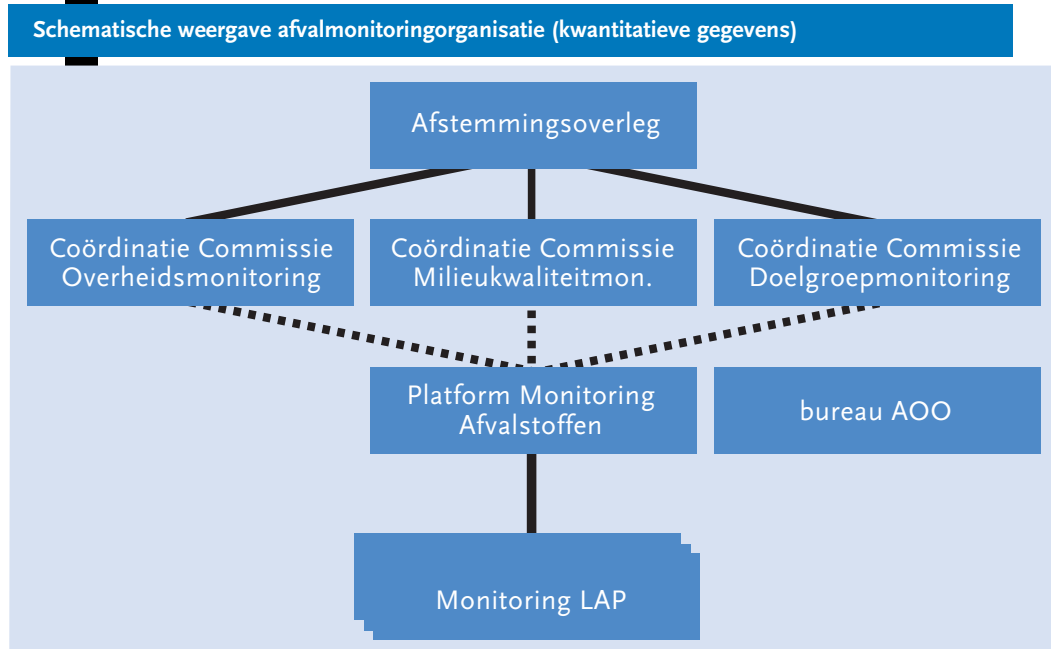 Schematische weergave afvalmonitoringorganisatie (kwantitatieve gegevens)
Afstemmingsoverleg
Coördinatie Commissie
Overheidsmonitoring
Coördinatie Commissie
Milieukwaliteitmon.
Coördinatie Commissie
Doelgroepmonitoring
Platform Monitoring
Afvalstoffen
bureau AOO
Monitoring LAP